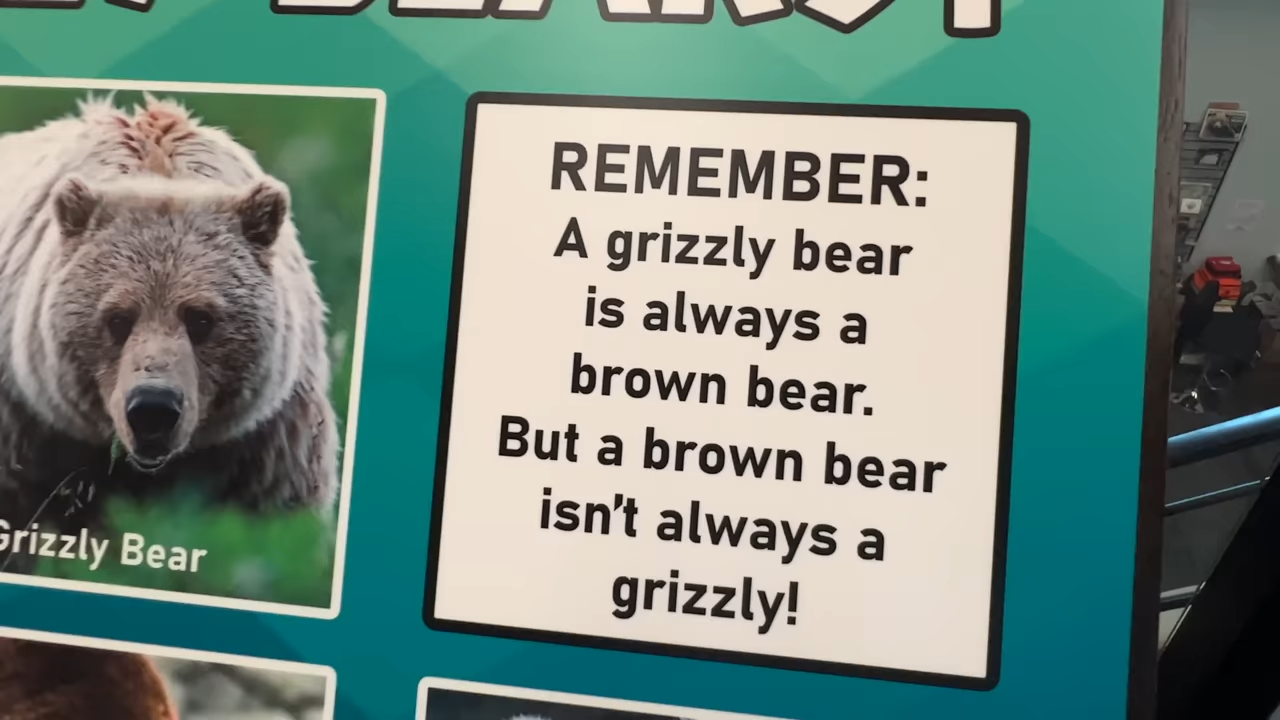 REMEMBER:
A grizzly bear
is always a
brown bear.
But a brown bear
isn't always a
grizzly!
Grizzly Bear